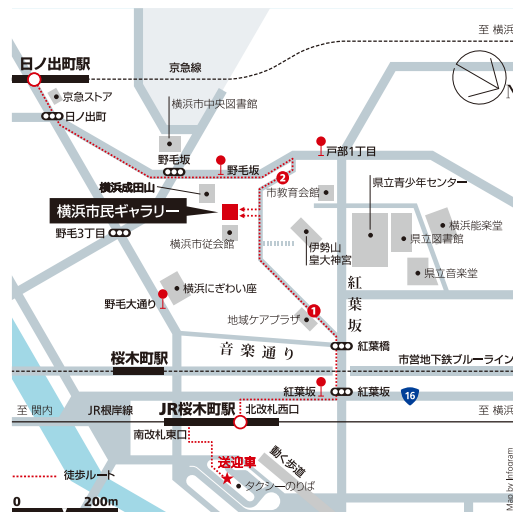 至 横浜
日ノ出町駅
京急線
京急ストア
横浜市中央図書館
N
日ノ出町
野毛坂
野毛坂
戸部1丁目
2
横浜成田山
市教育会館
県立青少年センター
横浜市民ギャラリー
野毛3丁目
横浜市従会館
伊勢山
皇大神宮
横浜能楽堂
県立図書館
県立音楽堂
横浜にぎわい座
野毛大通り
紅葉坂
1
地域ケアプラザ
音楽通り
紅葉橋
桜木町駅
市営地下鉄ブルーライン
紅葉坂
紅葉坂
16
至 関内
JR根岸線
JR桜木町駅
北改札西口
至 横浜
南改札東口
送迎車
動く歩道
タクシーのりば
徒歩ルート
0
200m
Map by Infogram